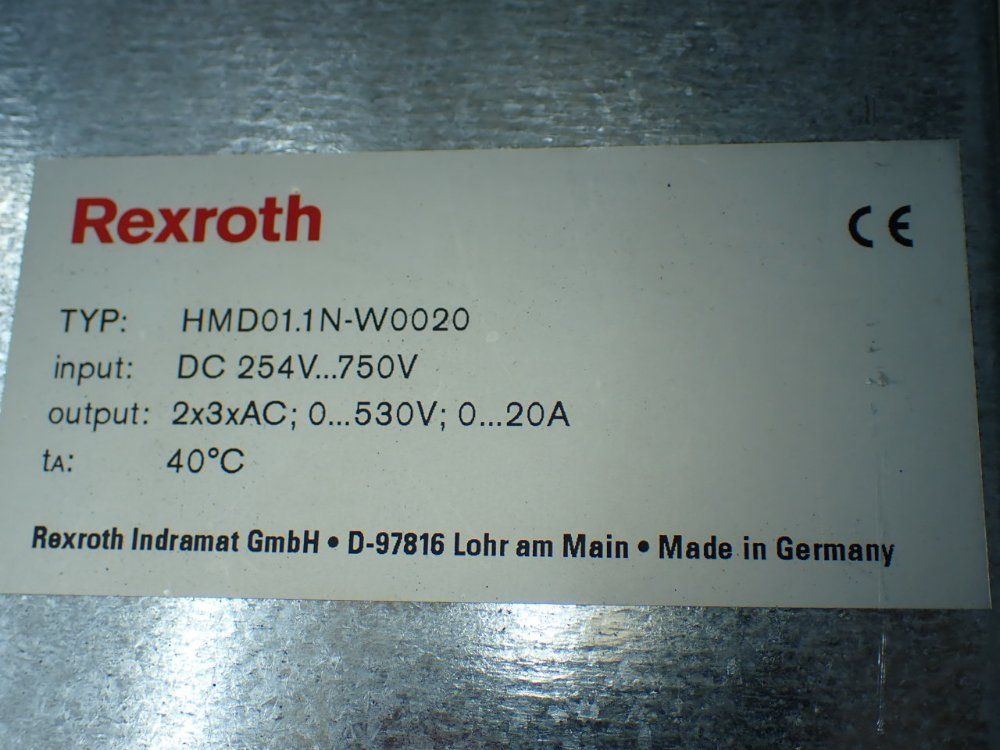 Rexroth
CE
TYP: HMD01.1N-W0020
input: DC 254V...750V
output: 2x3xAC; 0...530V; 0...20A
tA: 40°C
Rexroth Indramat GmbH • D-97816 Lohr am Main • Made in Germany